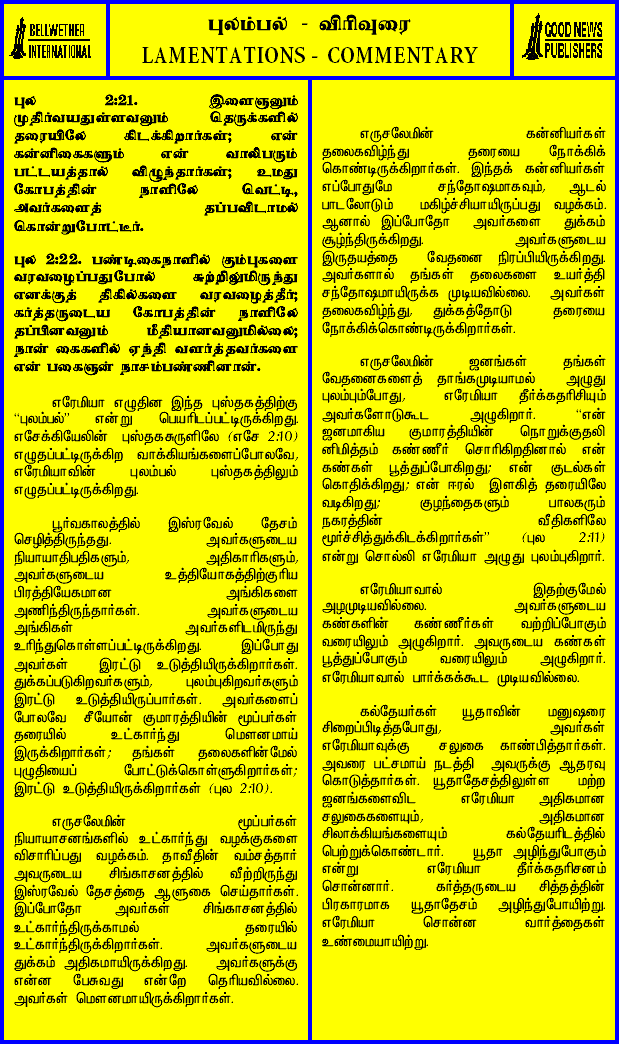 BELLWETHER
INTERNATIONAL
புலம்பல் - விரிவுரை
LAMENTATIONS - COMMENTARY
GOOD NEWS
PUBLISHERS
புல 2:21. இளைஞனும்
முதிர்வயதுள்ளவனும் தெருக்களில்
தரையிலே கிடக்கிறார்கள்; என்
கன்னிகைகளும் என் வாலிபரும்
பட்டயத்தால் விழுந்தார்கள்; உமது
கோபத்தின் நாளிலே வெட்டி,
அவர்களைத் தப்பவிடாமல்
கொன்றுபோட்டீர்.
புல 2:22. பண்டிகைநாளில் கும்புகளை
வரவழைப்பதுபோல் சுற்றிலுமிருந்து
எனக்குத் திகில்களை வரவழைத்தீர்;
கர்த்தருடைய கோபத்தின் நாளிலே
தப்பினவனும் மீதியானவனுமில்லை;
நான் கைகளில் ஏந்தி வளர்த்தவர்களை
என் பகைஞன் நாசம்பண்ணினான்.
எரேமியா எழுதின இந்த புஸ்தகத்திற்கு
“புலம்பல்” என்று பெயரிடப்பட்டிருக்கிறது.
எசேக்கியேலின் புஸ்தகசுருளிலே (எசே 2:10)
எழுதப்பட்டிருக்கிற வாக்கியங்களைப்போலவே,
எரேமியாவின் புலம்பல் புஸ்தகத்திலும்
எழுதப்பட்டிருக்கிறது.
பூர்வகாலத்தில் இஸ்ரவேல் தேசம்
செழித்திருந்தது. அவர்களுடைய
நியாயாதிபதிகளும், அதிகாரிகளும்,
அவர்களுடைய உத்தியோகத்திற்குரிய
பிரத்தியேகமான அங்கிகளை
அணிந்திருந்தார்கள். அவர்களுடைய
அங்கிகள் அவர்களிடமிருந்து
உரிந்துகொள்ளப்பட்டிருக்கிறது. இப்போது
அவர்கள் இரட்டு உடுத்தியிருக்கிறார்கள்.
துக்கப்படுகிறவர்களும், புலம்புகிறவர்களும்
இரட்டு உடுத்தியிருப்பார்கள். அவர்களைப்
போலவே சீயோன் குமாரத்தியின் மூப்பர்கள்
தரையில் உட்கார்ந்து மௌனமாய்
இருக்கிறார்கள்; தங்கள் தலைகளின்மேல்
புழுதியைப் போட்டுக்கொள்ளுகிறார்கள்;
இரட்டு உடுத்தியிருக்கிறார்கள் (புல 2:10).
எருசலேமின் மூப்பர்கள்
நியாயாசனங்களில் உட்கார்ந்து வழக்குகளை
விசாரிப்பது வழக்கம். தாவீதின் வம்சத்தார்
அவருடைய சிங்காசனத்தில் வீற்றிருந்து
இஸ்ரவேல் தேசத்தை ஆளுகை செய்தார்கள்.
இப்போதோ அவர்கள் சிங்காசனத்தில்
உட்கார்ந்திருக்காமல் தரையில்
உட்கார்ந்திருக்கிறார்கள். அவர்களுடைய
துக்கம் அதிகமாயிருக்கிறது. அவர்களுக்கு
என்ன பேசுவது என்றே தெரியவில்லை.
அவர்கள் மௌனமாயிருக்கிறார்கள்.
எருசலேமின் கன்னியர்கள்
தலைகவிழ்ந்து தரையை நோக்கிக்
கொண்டிருக்கிறார்கள். இந்தக் கன்னியர்கள்
எப்போதுமே சந்தோஷமாகவும், ஆடல்
பாடலோடும் மகிழ்ச்சியாயிருப்பது வழக்கம்.
ஆனால் இப்போதோ அவர்களை துக்கம்
சூழ்ந்திருக்கிறது. அவர்களுடைய
இருதயத்தை வேதனை நிரப்பியிருக்கிறது.
அவர்களால் தங்கள் தலைகளை உயர்த்தி
சந்தோஷமாயிருக்க முடியவில்லை. அவர்கள்
தலைகவிழ்ந்து, துக்கத்தோடு தரையை
நோக்கிக்கொண்டிருக்கிறார்கள்.
எருசலேமின் ஜனங்கள் தங்கள்
வேதனைகளைத் தாங்கமுடியாமல் அழுது
புலம்பும்போது, எரேமியா தீர்க்கதரிசியும்
அவர்களோடுகூட அழுகிறார். “என்
ஜனமாகிய குமாரத்தியின் நொறுக்குதலி
னிமித்தம் கண்ணீர் சொரிகிறதினால் என்
கண்கள் பூத்துப்போகிறது; என் குடல்கள்
கொதிக்கிறது; என் ஈரல் இளகித் தரையிலே
வடிகிறது; குழந்தைகளும் பாலகரும்
நகரத்தின் வீதிகளிலே
மூர்ச்சித்துக்கிடக்கிறார்கள்” (புல 2:11)
என்று சொல்லி எரேமியா அழுது புலம்புகிறார்.
எரேமியாவால் இதற்குமேல்
அழமுடியவில்லை. அவர்களுடைய
கண்களின் கண்ணீர்கள் வற்றிப்போகும்
வரையிலும் அழுகிறார். அவருடைய கண்கள்
பூத்துப்போகும் வரையிலும் அழுகிறார்.
எரேமியாவால் பார்க்கக்கூட முடியவில்லை.
கல்தேயர்கள் யூதாவின் மனுஷரை
சிறைப்பிடித்தபோது, அவர்கள்
எரேமியாவுக்கு சலுகை காண்பித்தார்கள்.
அவரை பட்சமாய் நடத்தி அவருக்கு ஆதரவு
கொடுத்தார்கள். யூதாதேசத்திலுள்ள மற்ற
ஜனங்களைவிட எரேமியா அதிகமான
சலுகைகளையும், அதிகமான
சிலாக்கியங்களையும் கல்தேயரிடத்தில்
பெற்றுக்கொண்டார். யூதா அழிந்துபோகும்
என்று எரேமியா தீர்க்கதரிசனம்
சொன்னார். கர்த்தருடைய சித்தத்தின்
பிரகாரமாக யூதாதேசம் அழிந்துபோயிற்று.
எரேமியா சொன்ன வார்த்தைகள்
உண்மையாயிற்று.